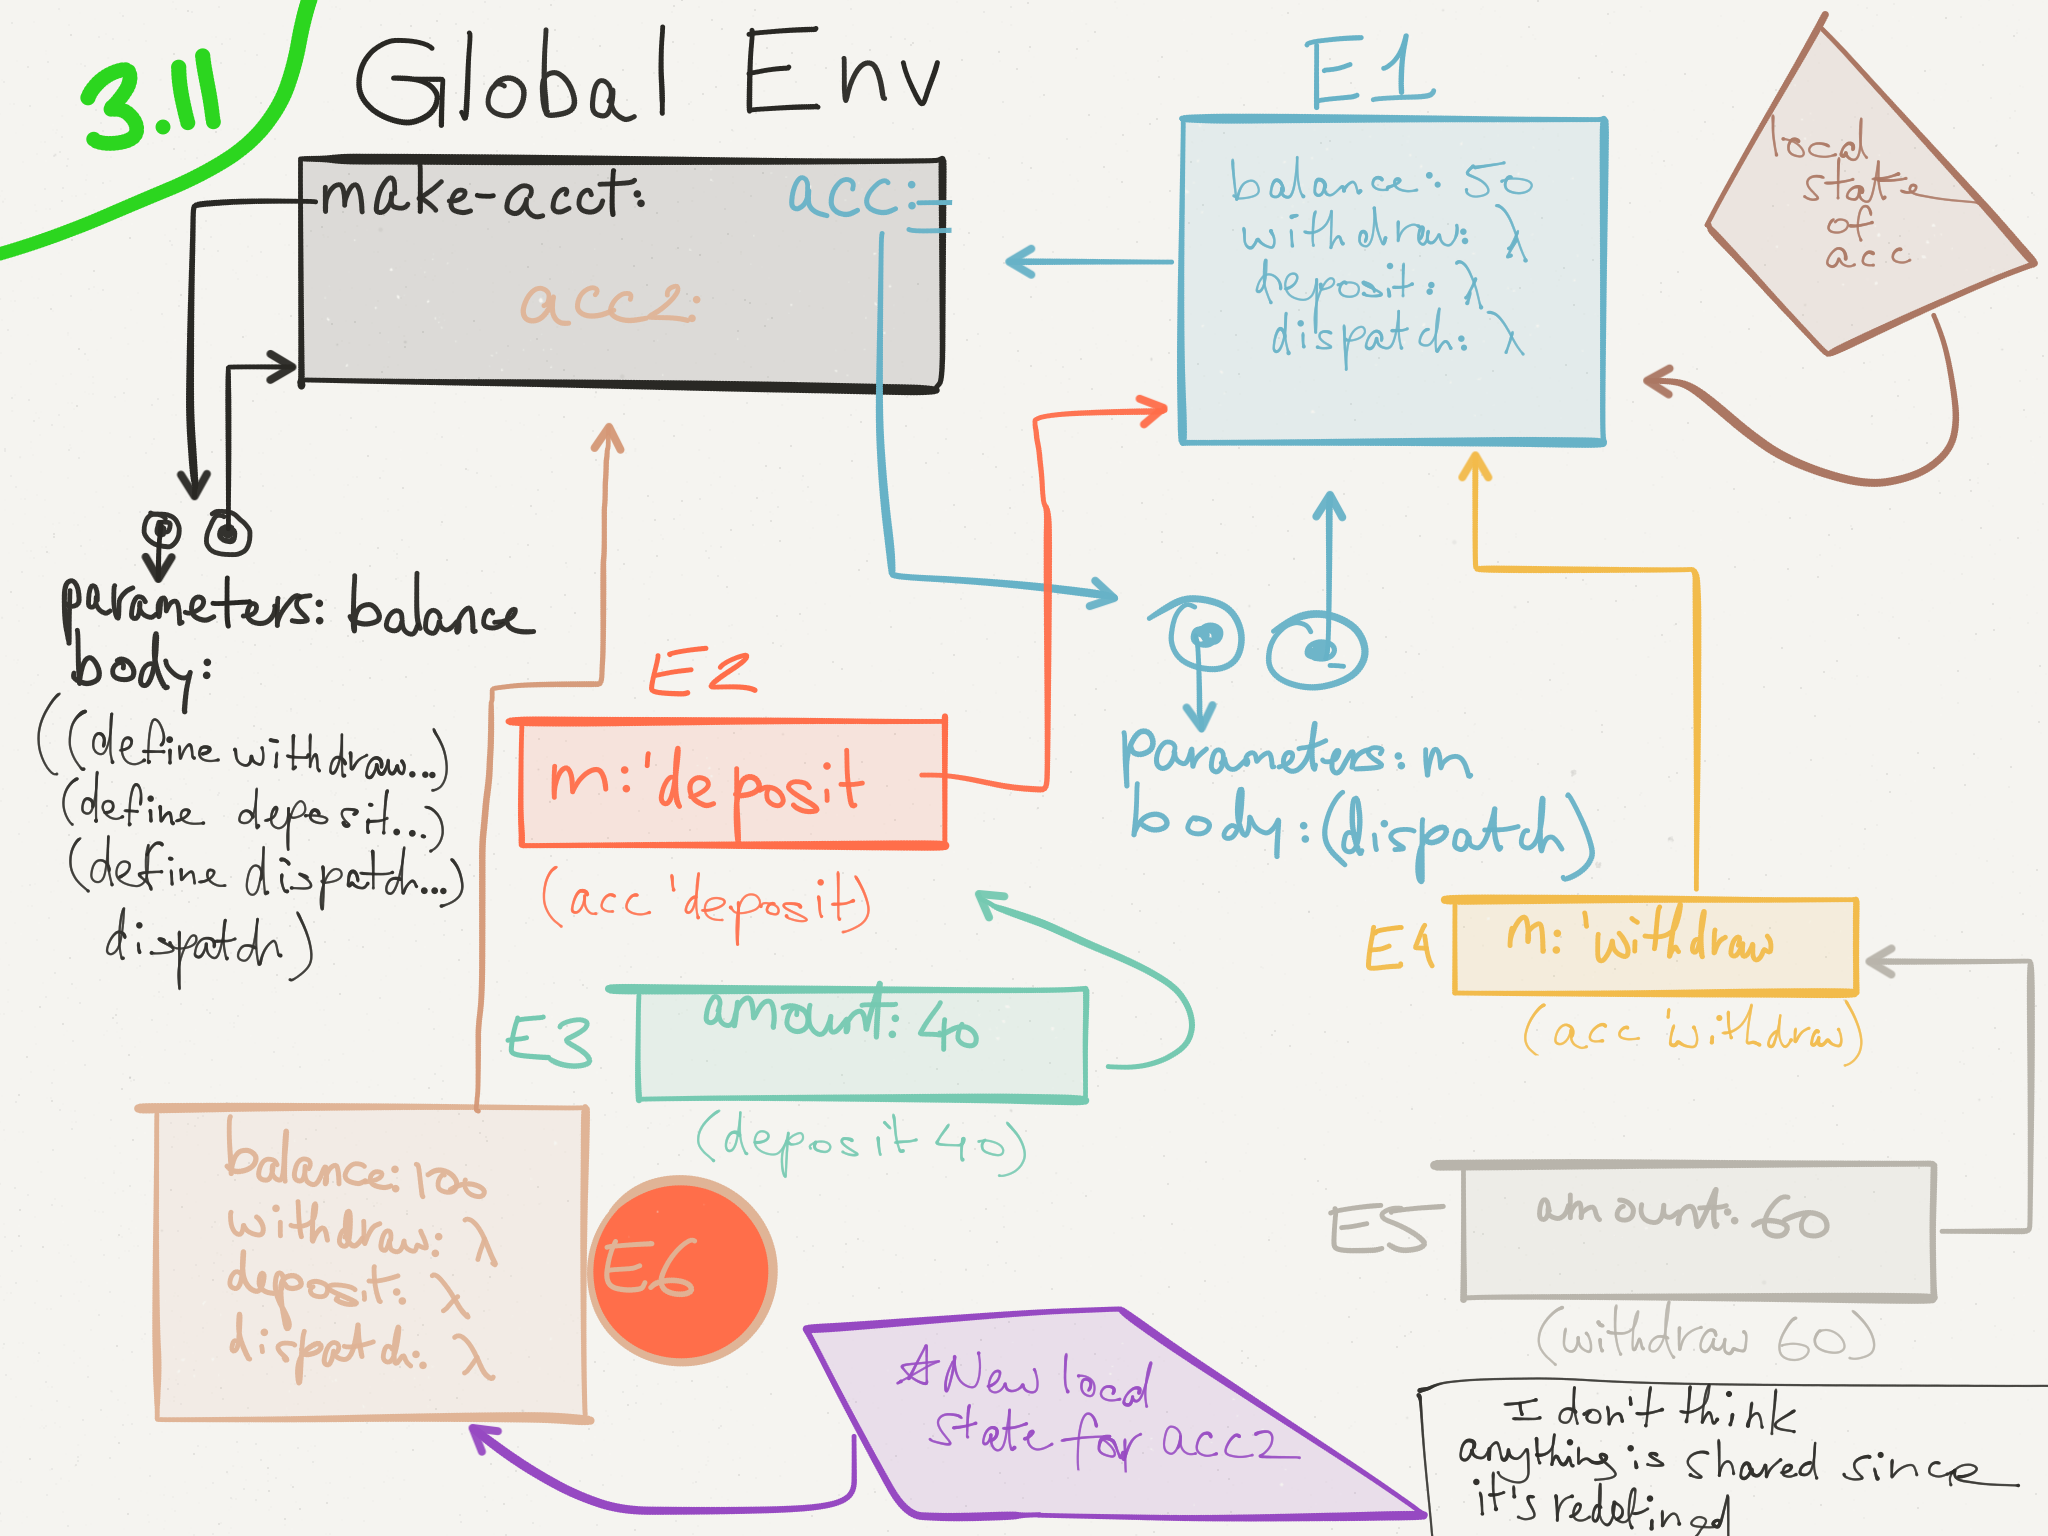 3.11
Global Env
make-acct:
acc:
acc2:
E1
balance: 50
withdraw: λ
deposit: λ
dispatch: λ
local
state
of
acc
parameters: balance
body:
((define withdraw...)
(define deposit...)
(define dispatch...)
dispatch)
E2
m: 'deposit
(acc 'deposit)
parameters: m
body: (dispatch)
E3
amount: 40
(deposit 40)
E4
m: 'withdraw
(acc 'withdraw)
E5
amount: 60
(withdraw 60)
balance: 100
withdraw: λ
deposit: λ
dispatch: λ
E6
*New local
state for acc2
I don't think
anything is shared since
it's redefined